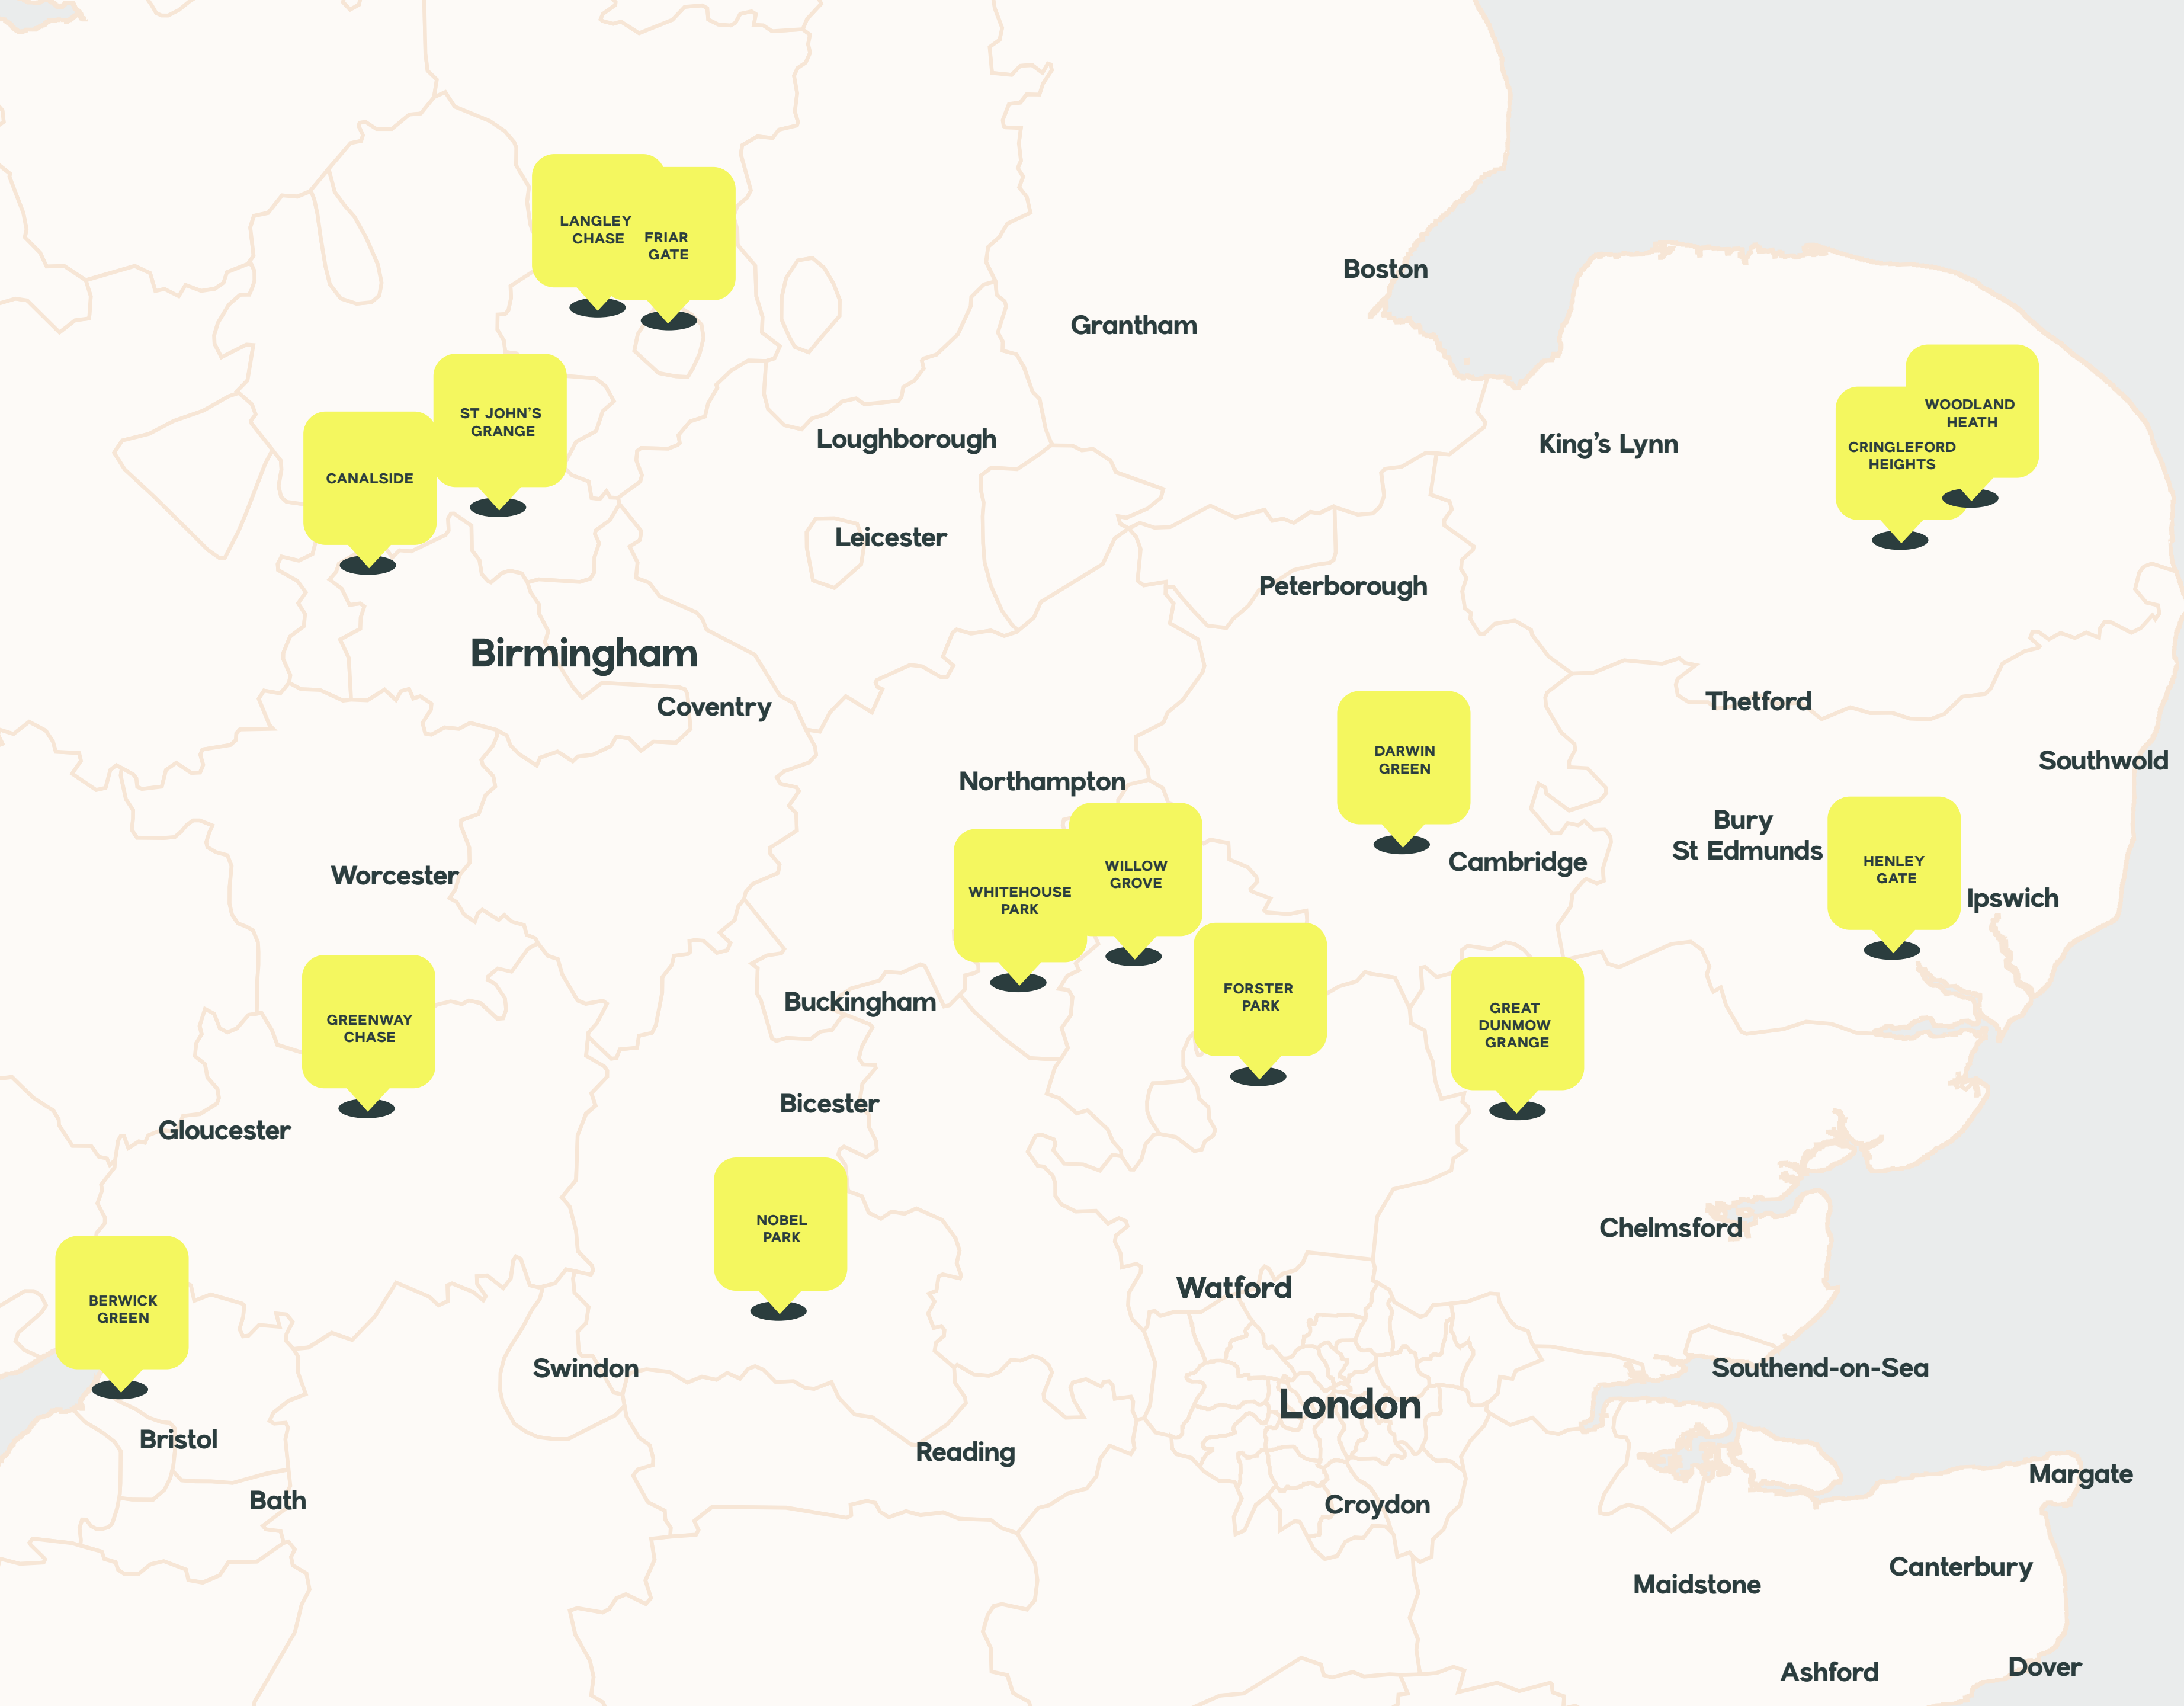 LANGLEY
CHASE
FRIAR
GATE
Boston
Grantham
ST JOHN'S
GRANGE
WOODLAND
HEATH
Loughborough
King's Lynn
CRINGLEFORD
HEIGHTS
CANALSIDE
Leicester
Peterborough
Birmingham
Coventry
Thetford
DARWIN
GREEN
Southwold
Northampton
Bury
St Edmunds
Cambridge
HENLEY
GATE
WILLOW
GROVE
Worcester
WHITEHOUSE
PARK
Ipswich
FORSTER
PARK
Buckingham
GREAT
DUNMOW
GRANGE
GREENWAY
CHASE
Bicester
Gloucester
NOBEL
PARK
Chelmsford
Watford
BERWICK
GREEN
Swindon
Southend-on-Sea
London
Bristol
Reading
Margate
Bath
Croydon
Canterbury
Maidstone
Ashford
Dover